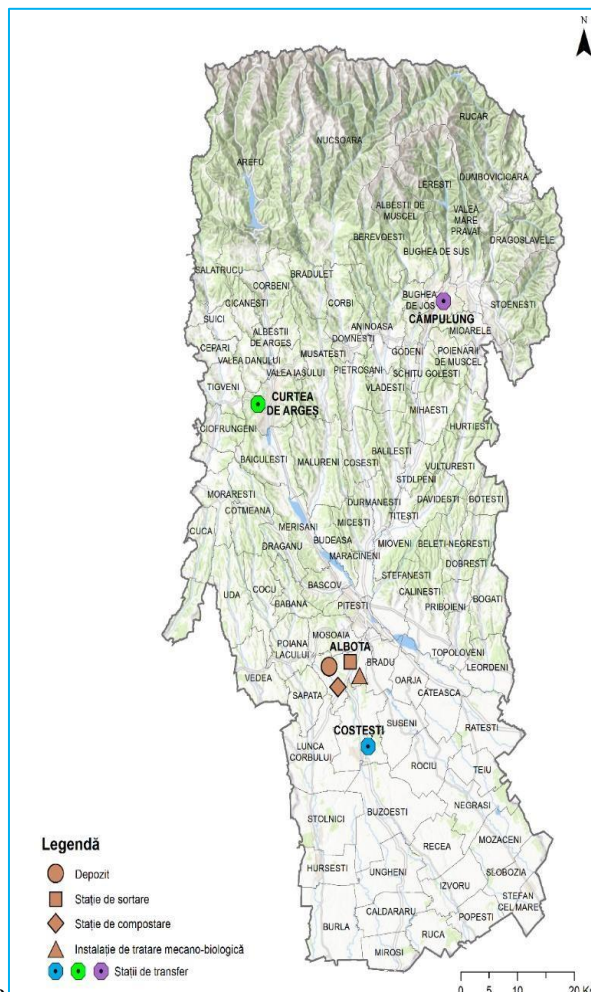 N
RUCAR
NUCSOARA
AREFU
DUMBOVICIOARA
LERESTI
ALBESTII DE
MUSCEL
VALEA
MARE
PRAVAT
DRAGOSLAVELE
BEREVOESTI
BUGHEA DE SUS
SALATRUCU
BRADULET
CORBENI
CICANESTI
CORBI
BUGHEA
DE JOS
STOENESTI
SUICI
CÂMPULUNG
ALBESTII
DE ARGES
ANINOASA
DOMNESTI
MIOARELE
CEPARI
MUSATESTI
GODENI
POIENARII
DE MUSCEL
VALEA DANULUI
VALEA IASULUI
PIETROSANI
SCHITU GOLESTI
TIGVENI
VLADESTI
CURTEA
DE ARGEȘ
MIHAESTI
HURTIESTI
CIOFRUNGENI
BALILESTI
BAICULESTI
MALURENI
COSESTI
VULTURESTI
STDLPENI
MORARESTI
DURMANESTI
DAVIDESTI
BOTESTI
COTMEANA
TITESTI
MERISANI
MICESTI
CUCA
BUDEASA
MIOVENI
BELETI-NEGRESTI
DRAGANU
MARACINENI
DOBRESTI
STEFANESTI
BASCOV
UDA
COCU
CALINESTI
BOGATI
BABANA
PITESTI
PRIBOIENI
MOSOAIA
POIANA
LACULUI
ALBOTA
TOPOLOVENI
BRADU
LEORDENI
VEDEA
OARJA
SAPATA
CATEASCA
SUSENI
COSTEȘTI
RATESTI
LUNCA
CORBULUI
ROCIU
TEIU
NEGRASI
STOLNICI
BUZOESTI
MOZACENI
RECEA
HURSESTI
UNGHENI
SLOBOZIA
IZVORU
STEFAN
CEL MARE
CALDARARU
BURLA
POPESTI
RUCA
MIROSI
Legendă
Depozit
Stație de sortare
Stație de compostare
Instalație de tratare mecano-biologică
Stații de transfer
0 5 10 20